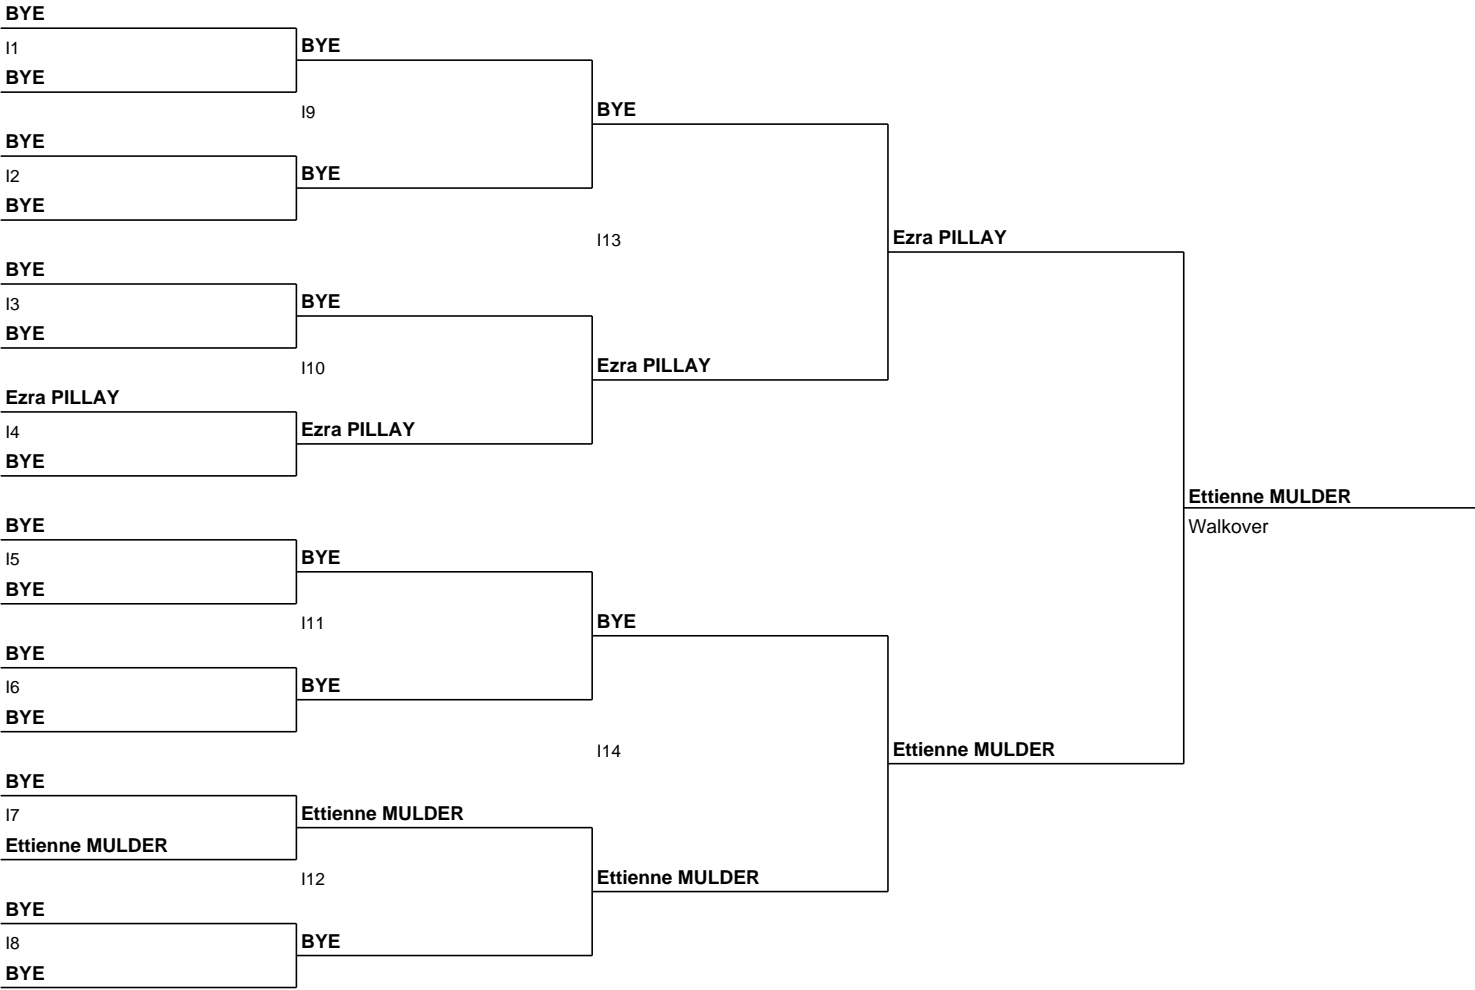 BYE
I1
BYE
BYE
I9
BYE
BYE
I2
BYE
BYE
I13
Ezra PILLAY
BYE
I3
BYE
BYE
I10
Ezra PILLAY
Ezra PILLAY
I4
Ezra PILLAY
BYE
Ettienne MULDER
Walkover
BYE
I5
BYE
BYE
I11
BYE
BYE
I6
BYE
BYE
I14
Ettienne MULDER
BYE
I7
Ettienne MULDER
Ettienne MULDER
I12
Ettienne MULDER
BYE
I8
BYE
BYE